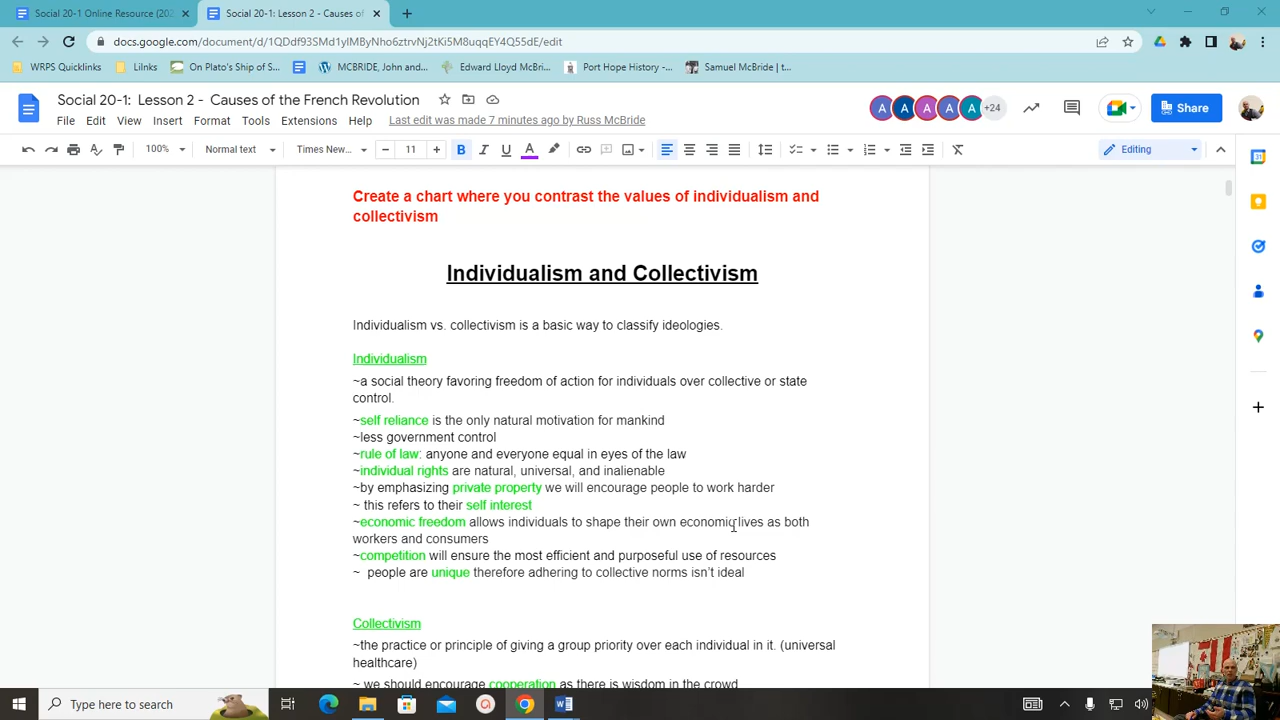 Social 20-1 Online Resource (202
Social 20-1: Lesson 2 - Causes of
docs.google.com/document/d/1QDdf93SMd1yIMByNho6ztrvNj2tKi5M8uqqEY4Q55dE/edit
WRPS Quicklinks
Lilnks
On Plato's Ship of S...
MCBRIDE, John and...
Edward Lloyd McBri...
Port Hope History -...
Samuel McBride | t...
Social 20-1: Lesson 2 - Causes of the French Revolution
A A A A A +24
Share
File Edit View Insert Format Tools Extensions Help Last edit was made 7 minutes ago by Russ McBride
100% Normal text Times New... 11 B I U A Editing
Create a chart where you contrast the values of individualism and
collectivism
Individualism and Collectivism
Individualism vs. collectivism is a basic way to classify ideologies.
Individualism
~a social theory favoring freedom of action for individuals over collective or state
control.
~self reliance is the only natural motivation for mankind
~less government control
~rule of law: anyone and everyone equal in eyes of the law
~individual rights are natural, universal, and inalienable
~by emphasizing private property we will encourage people to work harder
~ this refers to their self interest
~economic freedom allows individuals to shape their own economic lives as both
workers and consumers
~competition will ensure the most efficient and purposeful use of resources
~ people are unique therefore adhering to collective norms isn't ideal
Collectivism
~the practice or principle of giving a group priority over each individual in it. (universal
healthcare)
~ we should encourage cooperation as there is wisdom in the crowd
Type here to search